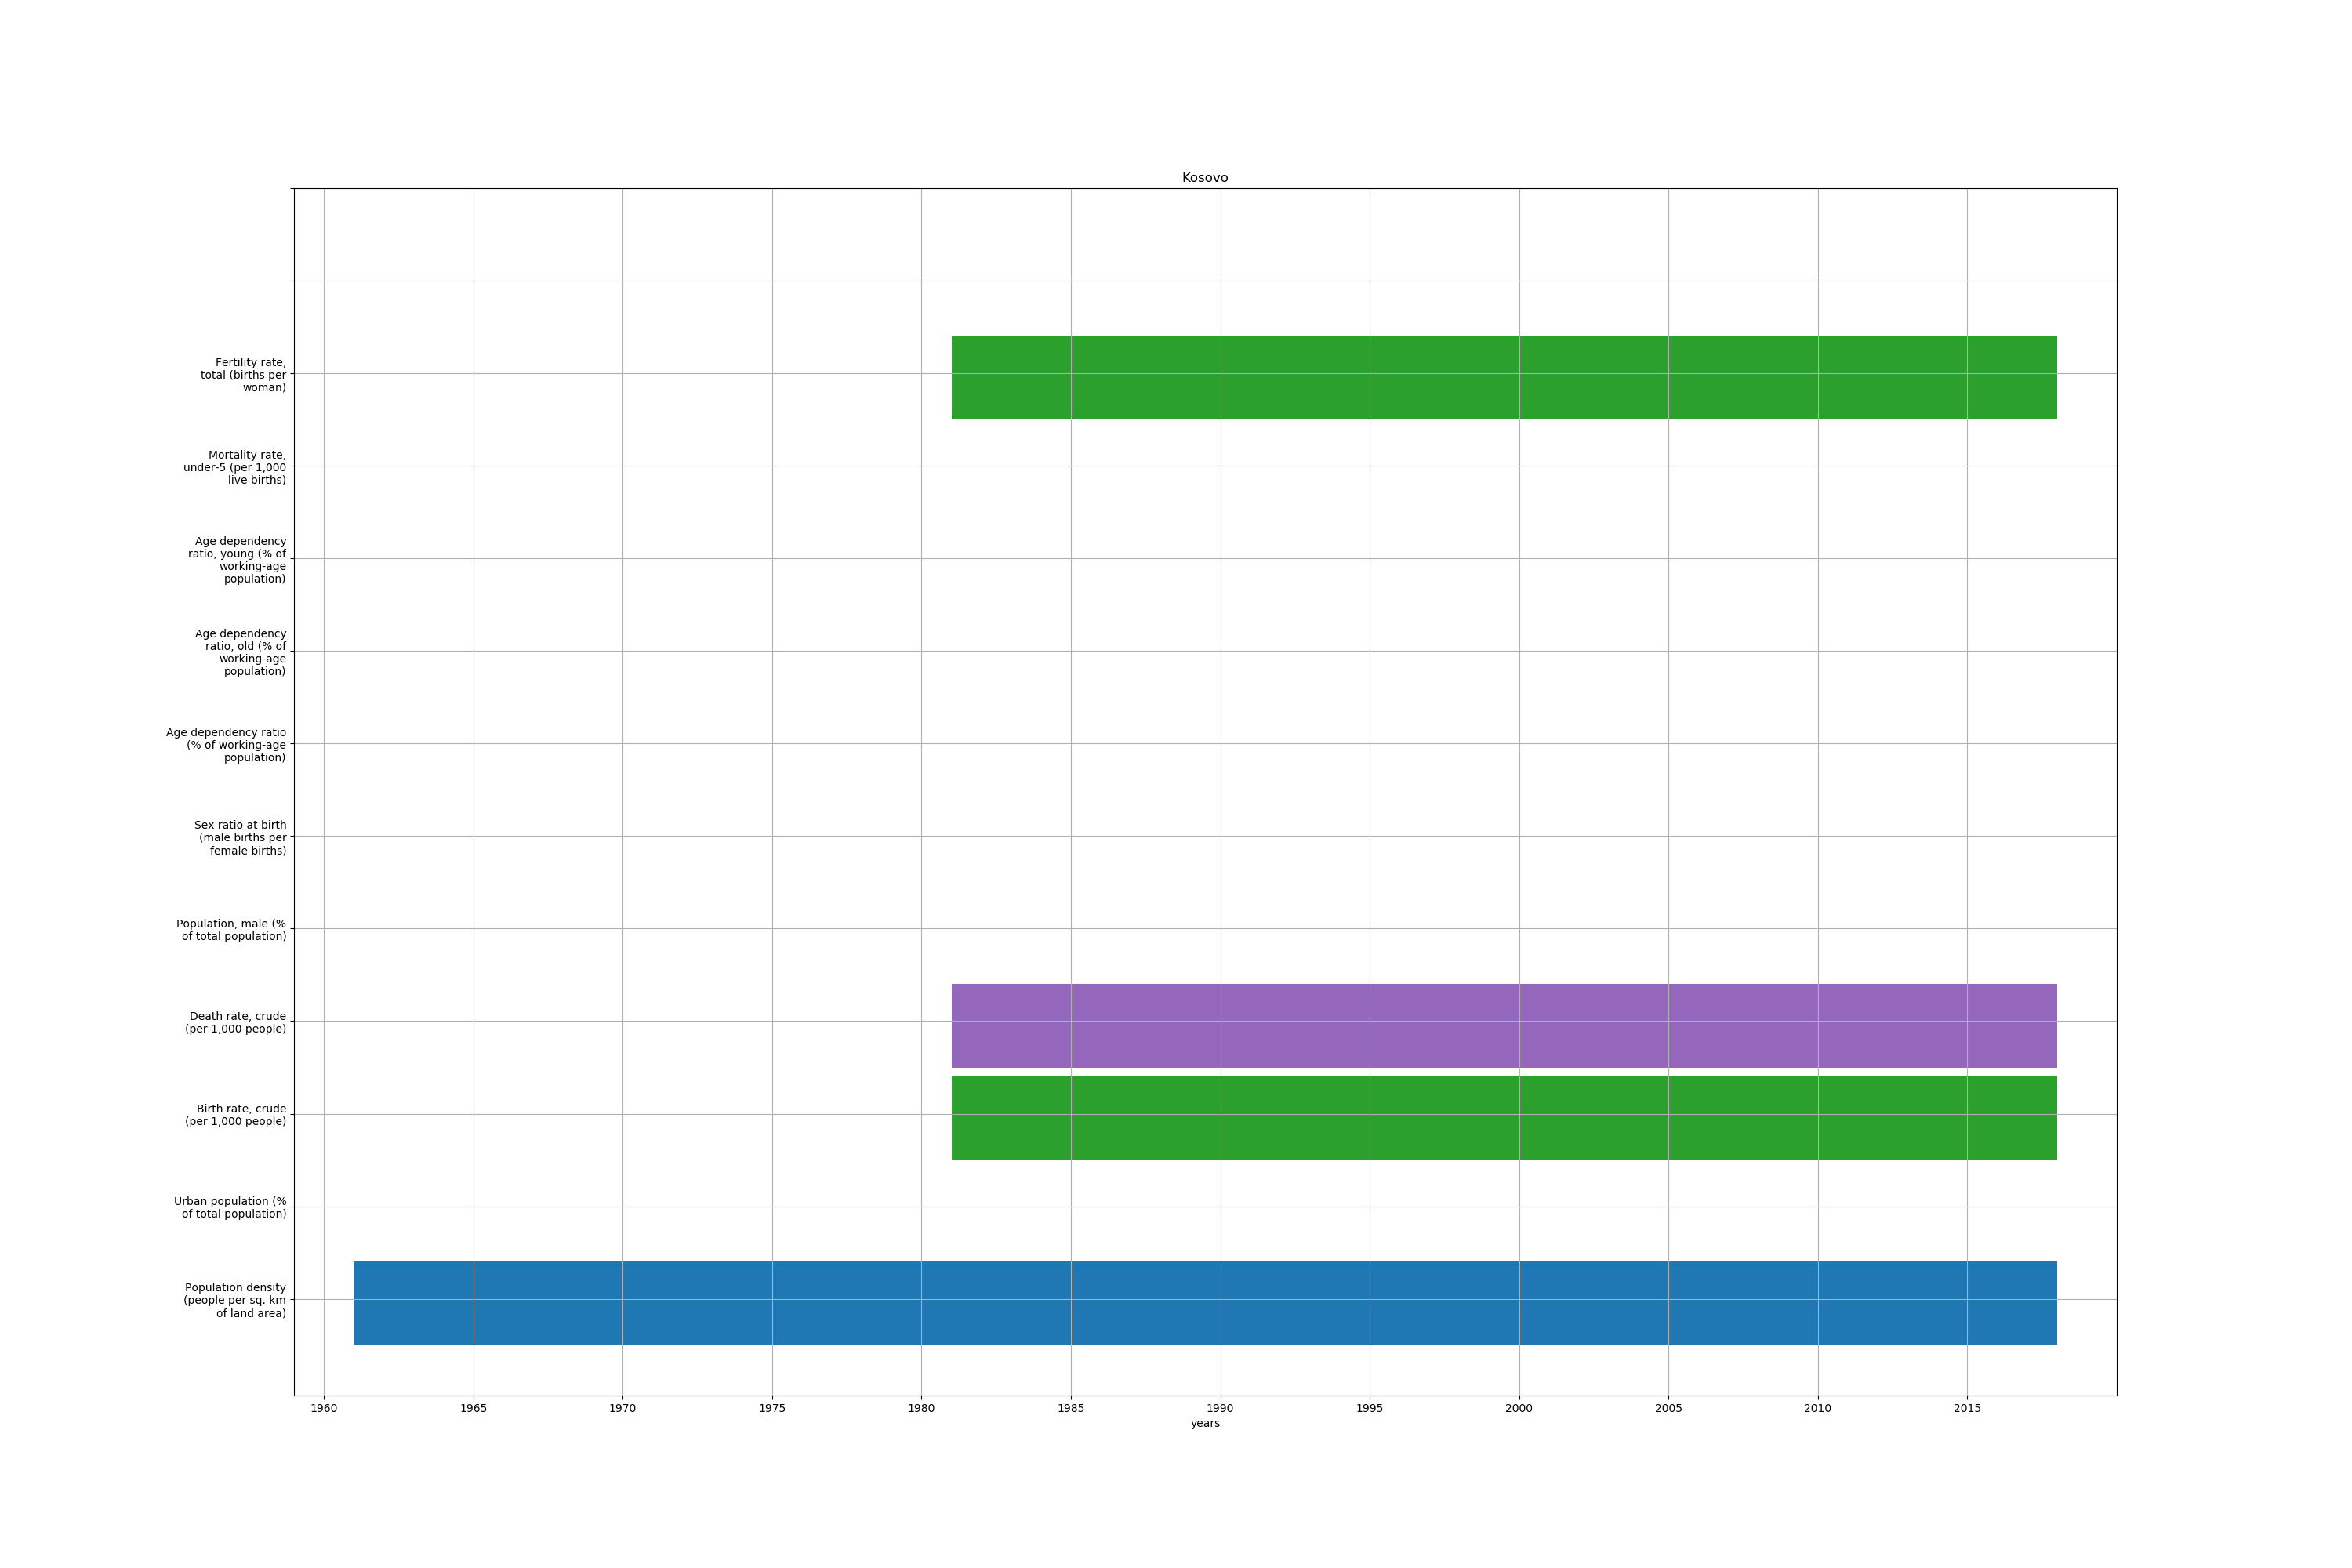 Kosovo
Fertility rate,
total (births per
woman)
Mortality rate,
under-5 (per 1,000
live births)
Age dependency
ratio, young (% of
working-age
population)
Age dependency
ratio, old (% of
working-age
population)
Age dependency ratio
(% of working-age
population)
Sex ratio at birth
(male births per
female births)
Population, male (%
of total population)
Death rate, crude
(per 1,000 people)
Birth rate, crude
(per 1,000 people)
Urban population (%
of total population)
Population density
(people per sq. km
of land area)
1960 1965 1970 1975 1980 1985 1990 1995 2000 2005 2010 2015
years